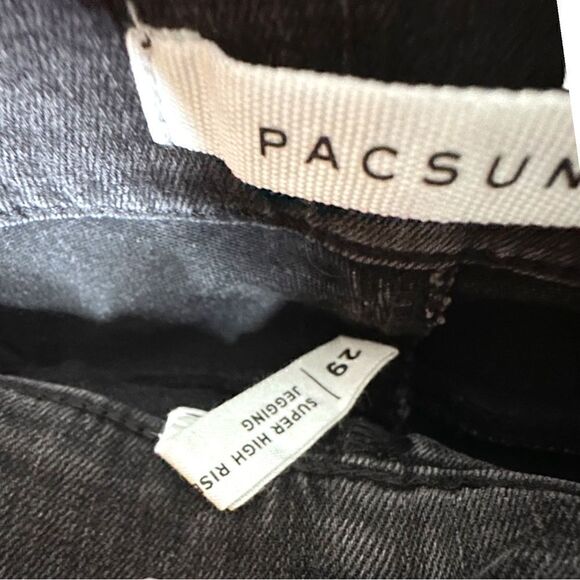 PACSUN
29
SUPER HIGH RISE
JEGGING